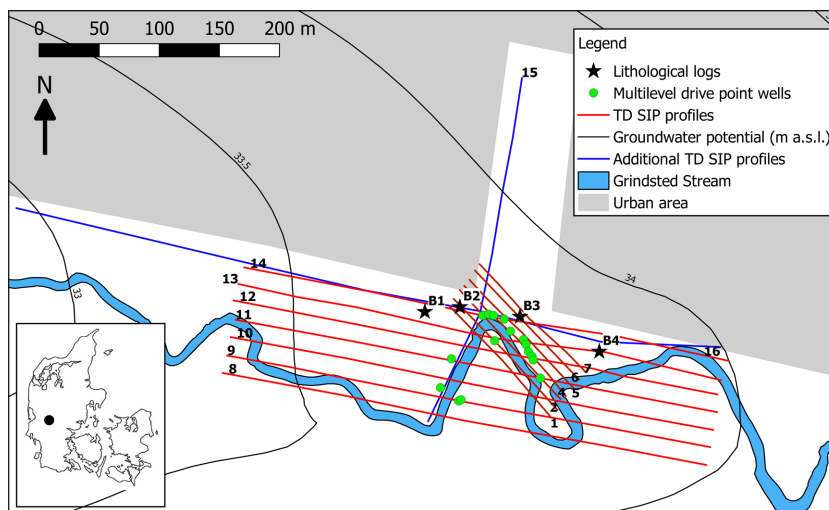 0 50 100 150 200 m
N
Legend
Lithological logs
Multilevel drive point wells
TD SIP profiles
Groundwater potential (m a.s.l.)
Additional TD SIP profiles
Grindsted Stream
Urban area
15
33.5
34
33
14
13
12
11
10
9
8
B1
B2
B3
B4
16
7
6
5
4
2
1